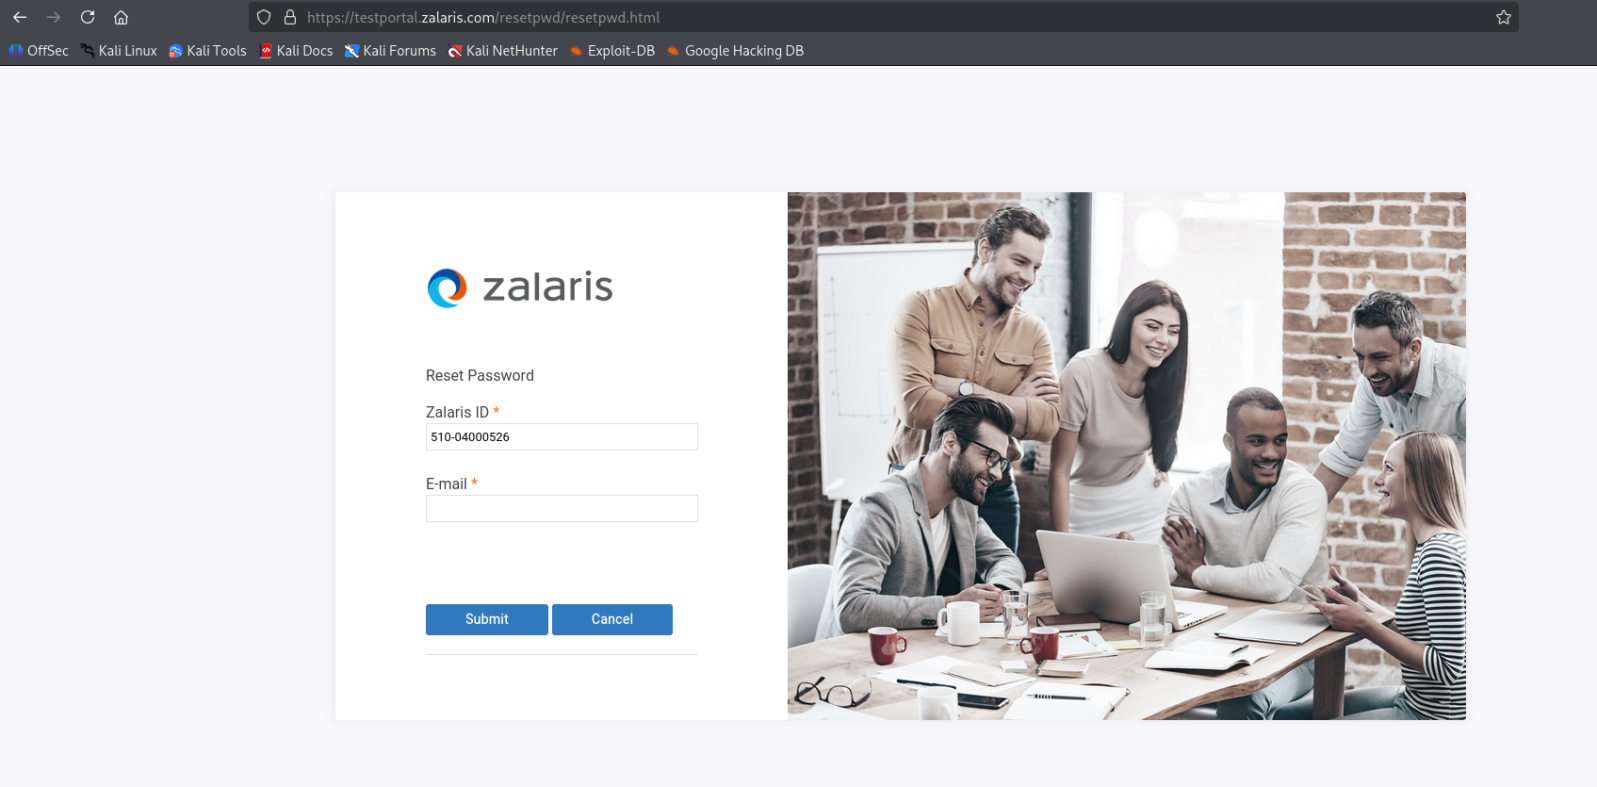 https://testportal.zalaris.com/resetpwd/resetpwd.html
OffSec Kali Linux Kali Tools Kali Docs Kali Forums Kali NetHunter Exploit-DB Google Hacking DB
zalaris
Reset Password
Zalaris ID *
510-04000526
E-mail *
Submit Cancel